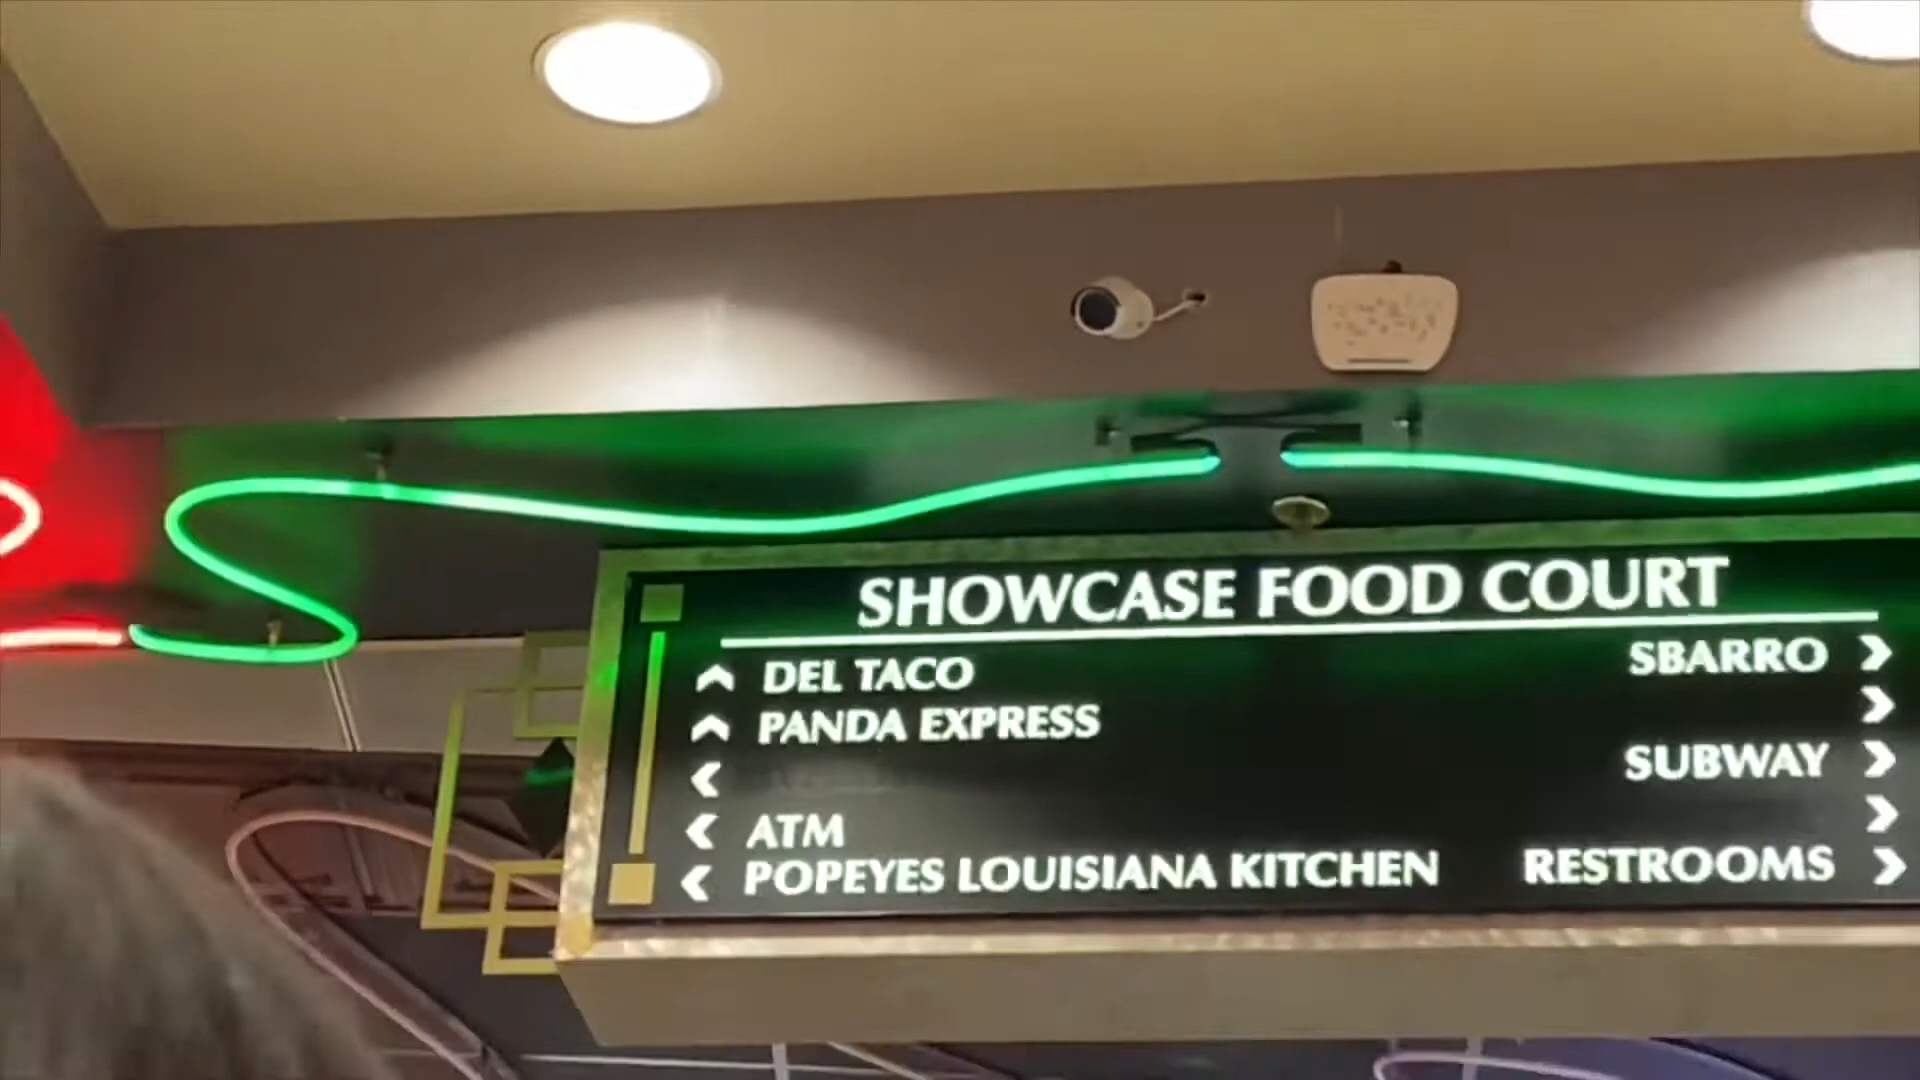 SHOWCASE FOOD COURT
DEL TACO
PANDA EXPRESS
ATM
POPEYES LOUISIANA KITCHEN
SBARRO
SUBWAY
RESTROOMS